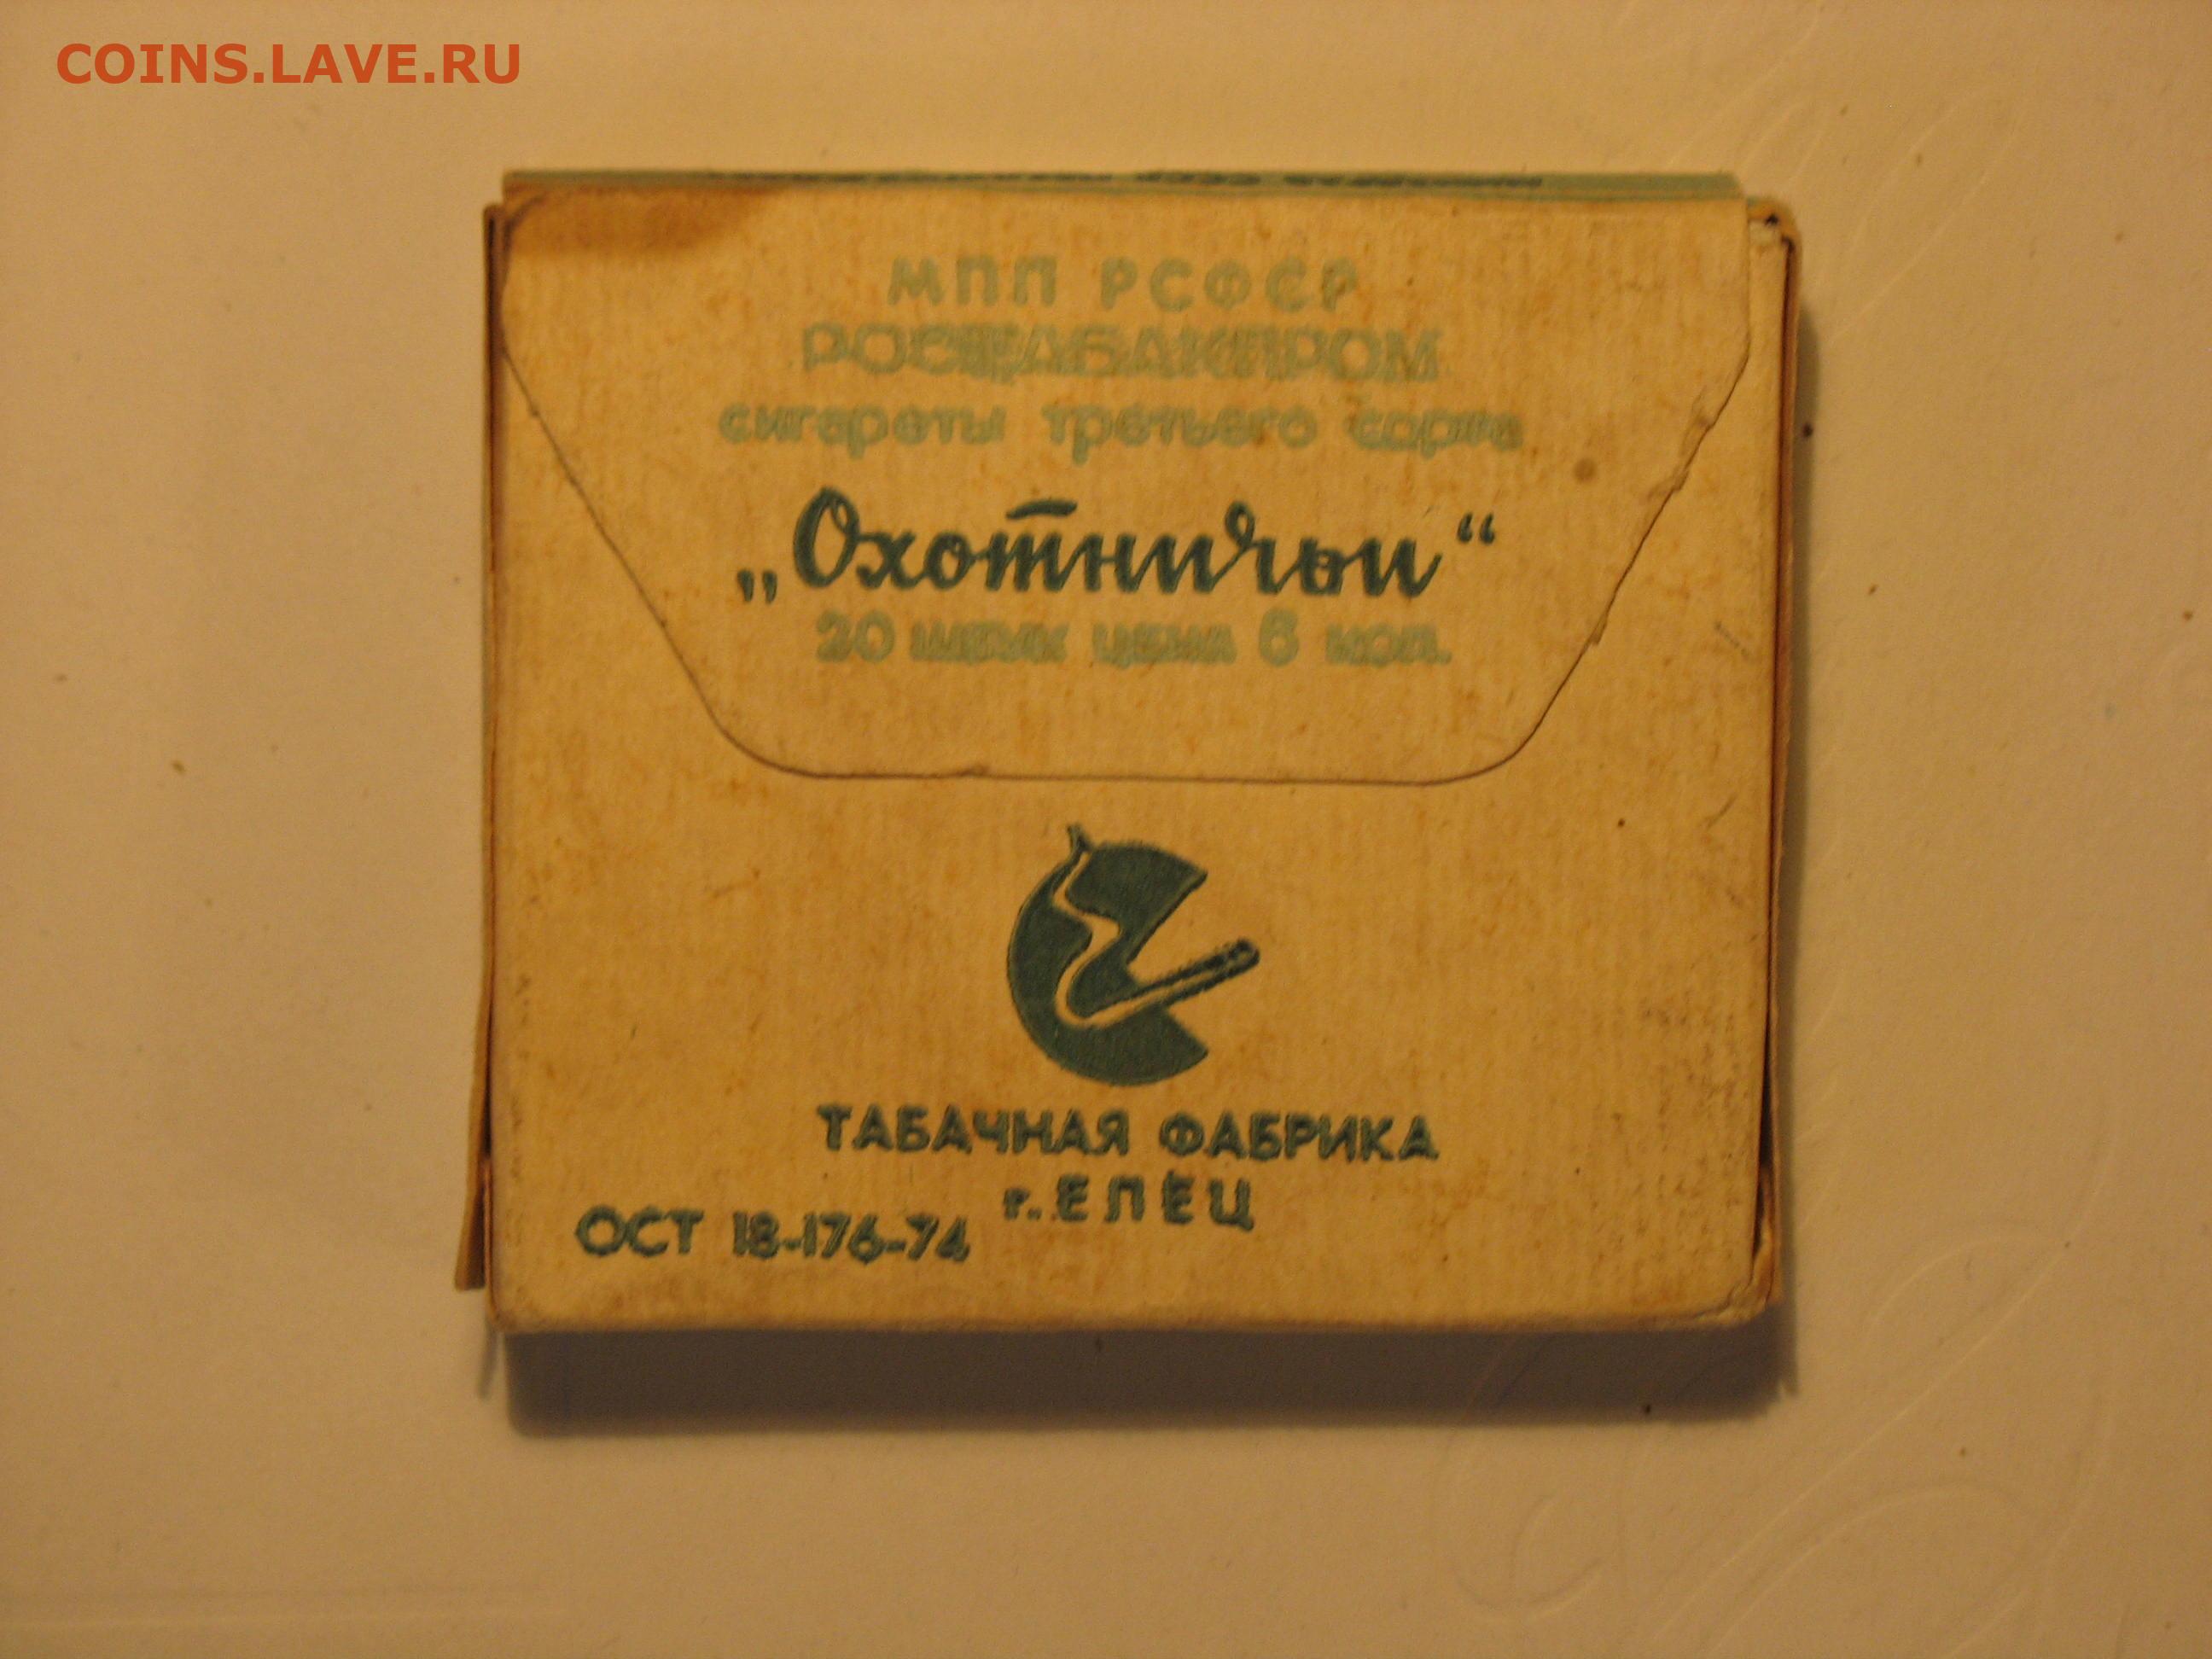 COINS.LAVE.RU
МПП РСФСР
РОСТАБАКПРОМ
сигареты третьего сорта
„Охотничьи“
20 штук цена 6 коп.
ТАБАЧНАЯ ФАБРИКА
г. ЕЛЕЦ
ОСТ 18-176-74